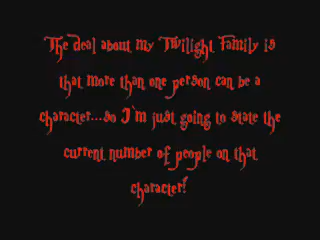 The deal about my Twilight Family is
that more than one person can be a
character...so I'm just going to state the
current number of people on that
character!